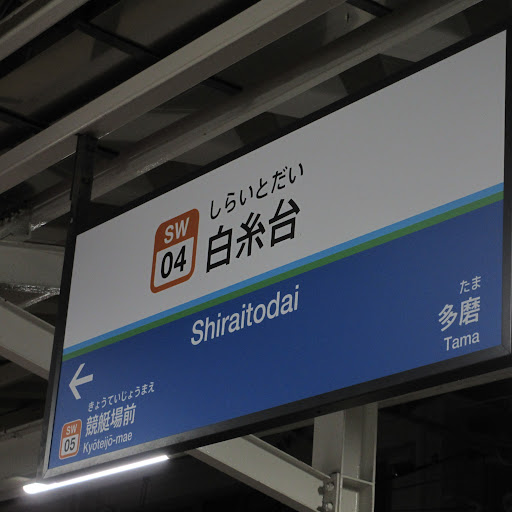 しらいとだい
SW
04
白糸台
Shiraitodai
←
きょうていじょうまえ
SW
05
競艇場前
Kyōteijō-mae
たま
多磨
Tama